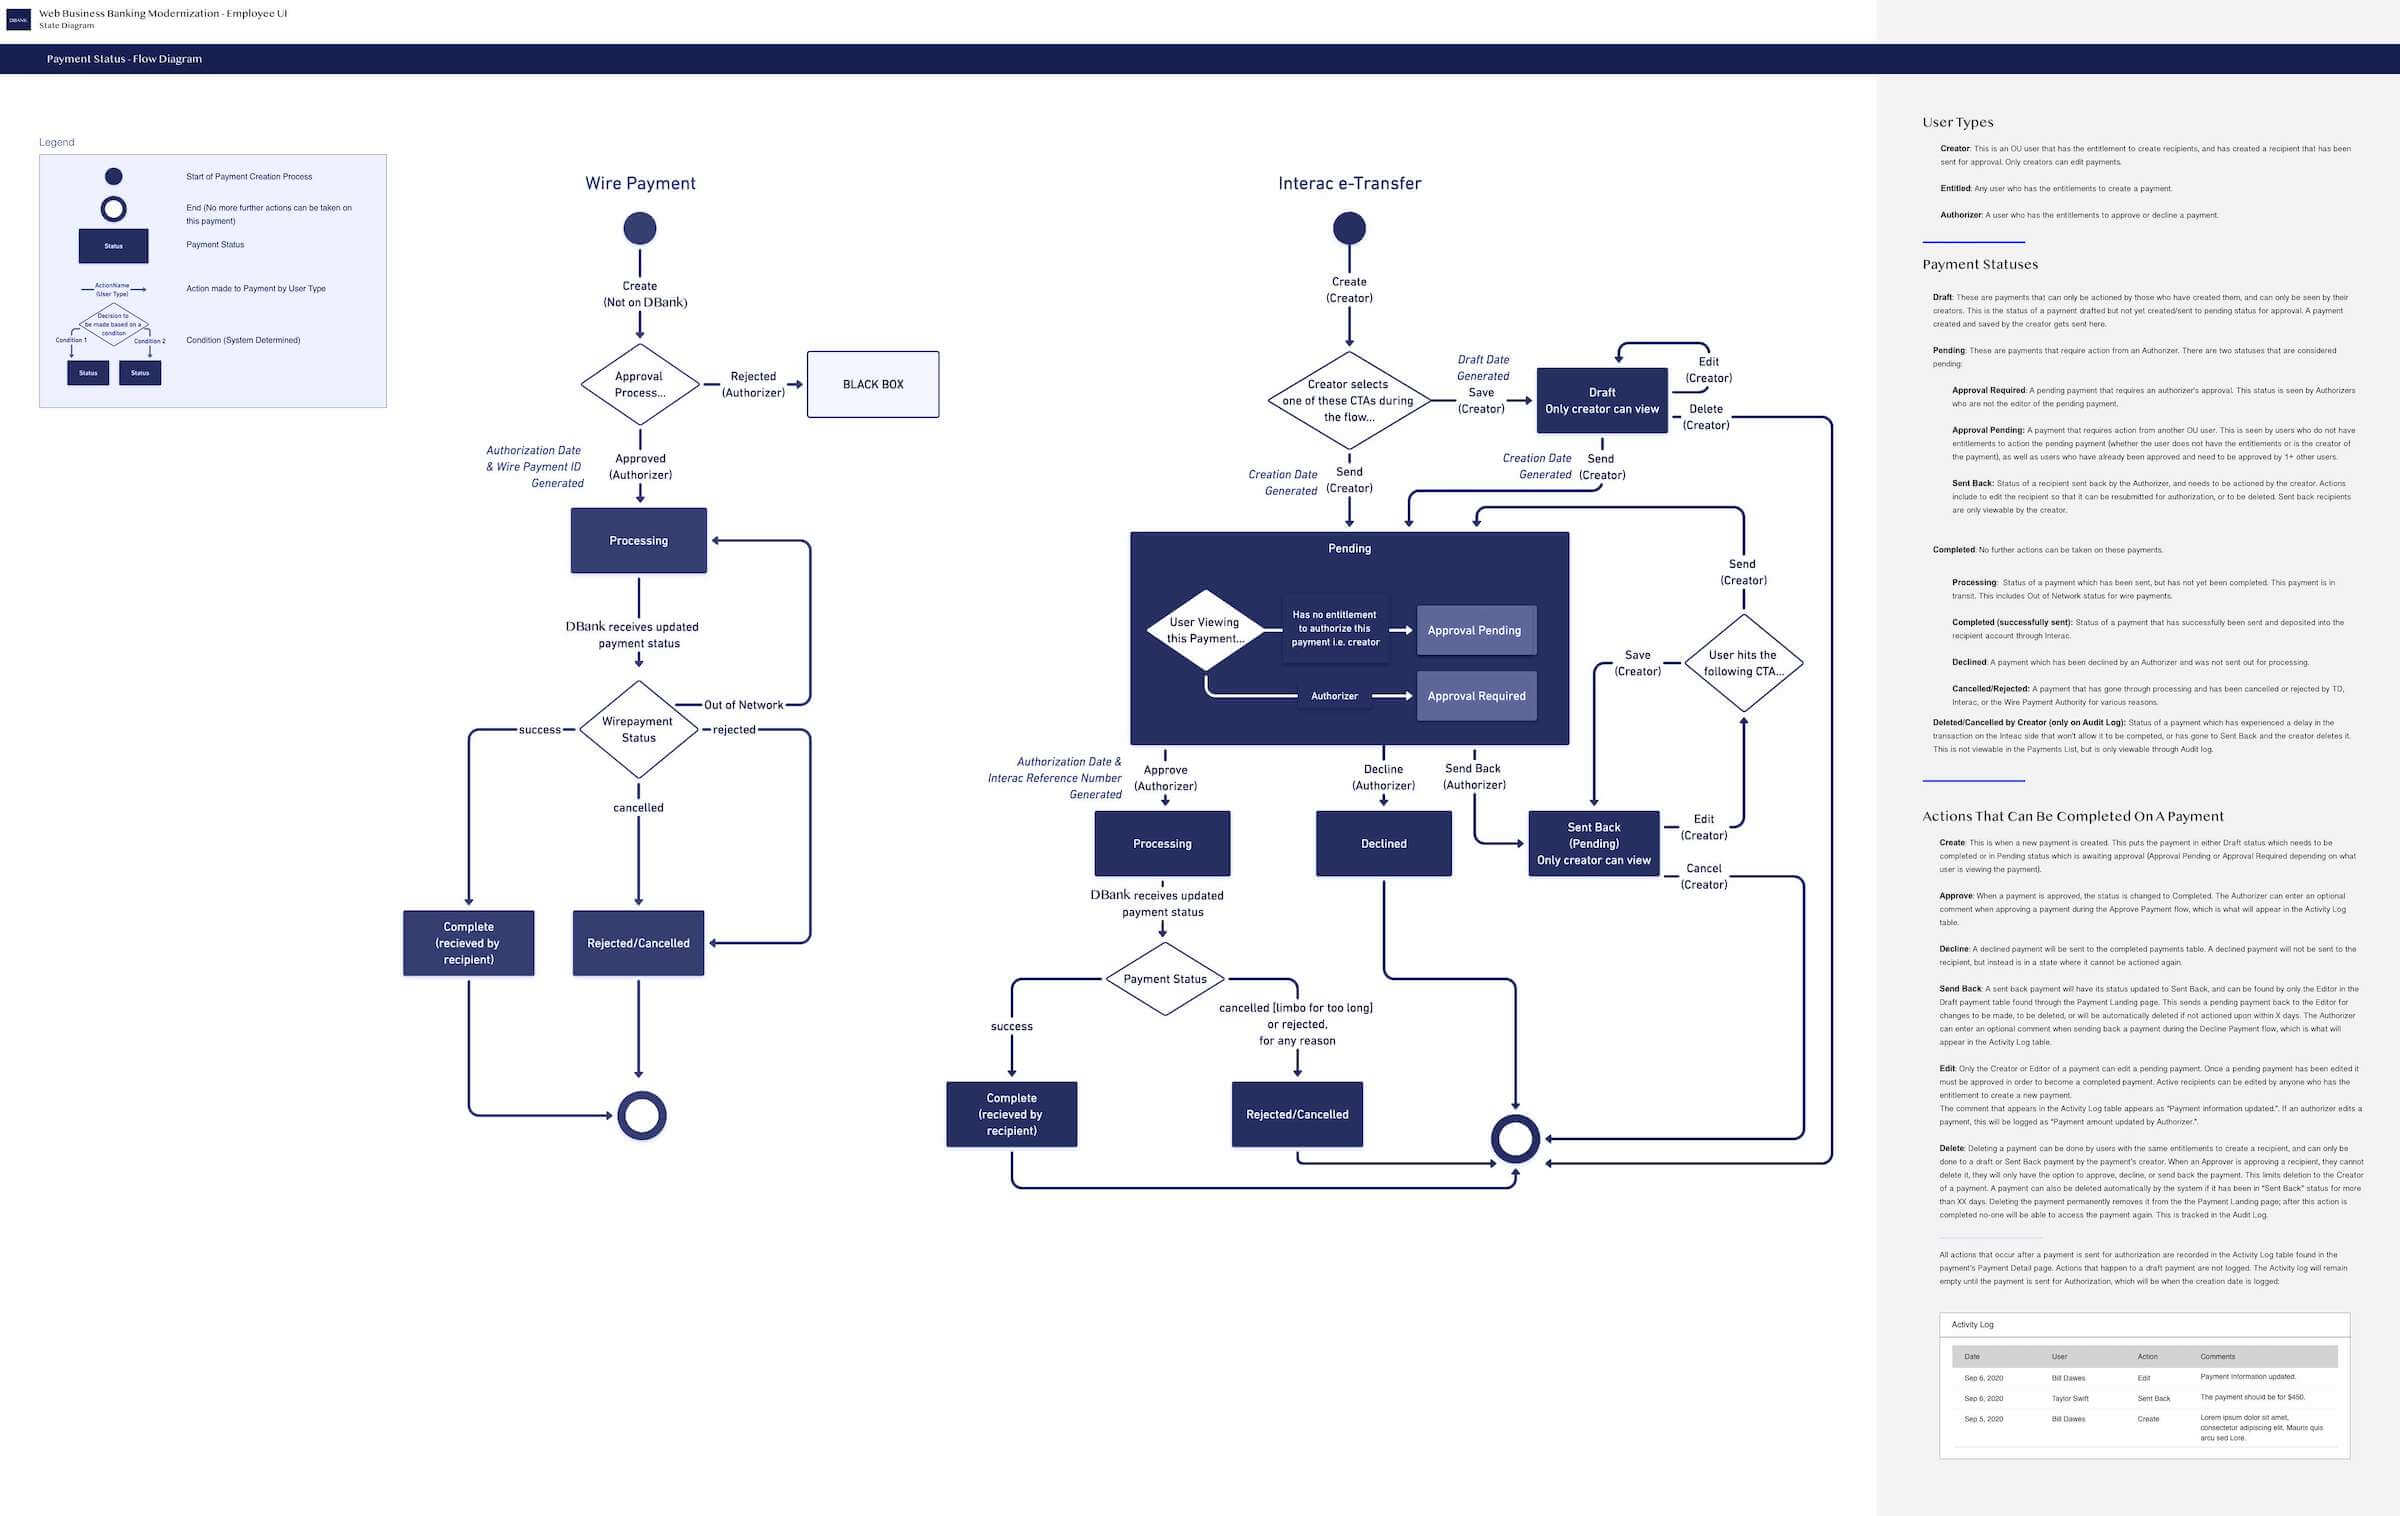 DBANK
Web Business Banking Modernization - Employee UI
State Diagram
Payment Status - Flow Diagram
Legend
Start of Payment Creation Process
End (No more further actions can be taken on
this payment)
Status
Payment Status
ActionName
(User Type)
Action made to Payment by User Type
Decision to
be made based on a
conditon
Condition 1
Condition 2
Condition (System Determined)
Status
Status
Wire Payment
Create
(Not on DBank)
Approval
Process...
Rejected
(Authorizer)
BLACK BOX
Authorization Date
& Wire Payment ID
Generated
Approved
(Authorizer)
Processing
DBank receives updated
payment status
Out of Network
Wirepayment
Status
success
rejected
cancelled
Complete
(recieved by
recipient)
Rejected/Cancelled
Interac e-Transfer
Create
(Creator)
Creator selects
one of these CTAs during
the flow...
Draft Date
Generated
Save
(Creator)
Draft
Only creator can view
Edit
(Creator)
Delete
(Creator)
Creation Date
Generated
Send
(Creator)
Creation Date
Generated
Send
(Creator)
Pending
User Viewing
this Payment...
Has no entitlement
to authorize this
payment i.e. creator
Approval Pending
Authorizer
Approval Required
Send
(Creator)
Save
(Creator)
User hits the
following CTA...
Authorization Date &
Interac Reference Number
Generated
Approve
(Authorizer)
Decline
(Authorizer)
Send Back
(Authorizer)
Processing
Declined
Sent Back
(Pending)
Only creator can view
Edit
(Creator)
Cancel
(Creator)
DBank receives updated
payment status
Payment Status
success
cancelled [limbo for too long]
or rejected,
for any reason
Complete
(recieved by
recipient)
Rejected/Cancelled
User Types
Creator: This is an OU user that has the entitlement to create recipients, and has created a recipient that has been
sent for approval. Only creators can edit payments.
Entitled: Any user who has the entitlements to create a payment.
Authorizer: A user who has the entitlements to approve or decline a payment.
Payment Statuses
Draft: These are payments that can only be actioned by those who have created them, and can only be seen by their
creators. This is the status of a payment drafted but not yet created/sent to pending status for approval. A payment
created and saved by the creator gets sent here.
Pending: These are payments that require action from an Authorizer. There are two statuses that are considered
pending:
Approval Required: A pending payment that requires an authorizer's approval. This status is seen by Authorizers
who are not the editor of the pending payment.
Approval Pending: A payment that requires action from another OU user. This is seen by users who do not have
entitlements to action the pending payment (whether the user does not have the entitlements or is the creator of
the payment), as well as users who have already been approved and need to be approved by 1+ other users.
Sent Back: Status of a recipient sent back by the Authorizer, and needs to be actioned by the creator. Actions
include to edit the recipient so that it can be resubmitted for authorization, or to be deleted. Sent back recipients
are only viewable by the creator.
Completed: No further actions can be taken on these payments.
Processing: Status of a payment which has been sent, but has not yet been completed. This payment is in
transit. This includes Out of Network status for wire payments.
Completed (successfully sent): Status of a payment that has successfully been sent and deposited into the
recipient account through Interac.
Declined: A payment which has been declined by an Authorizer and was not sent out for processing.
Cancelled/Rejected: A payment that has gone through processing and has been cancelled or rejected by TD,
Interac, or the Wire Payment Authority for various reasons.
Deleted/Cancelled by Creator (only on Audit Log): Status of a payment which has experienced a delay in the
transaction on the Inteac side that won't allow it to be competed, or has gone to Sent Back and the creator deletes it.
This is not viewable in the Payments List, but is only viewable through Audit log.
Actions That Can Be Completed On A Payment
Create: This is when a new payment is created. This puts the payment in either Draft status which needs to be
completed or in Pending status which is awaiting approval (Approval Pending or Approval Required depending on what
user is viewing the payment).
Approve: When a payment is approved, the status is changed to Completed. The Authorizer can enter an optional
comment when approving a payment during the Approve Payment flow, which is what will appear in the Activity Log
table.
Decline: A declined payment will be sent to the completed payments table. A declined payment will not be sent to the
recipient, but instead is in a state where it cannot be actioned again.
Send Back: A sent back payment will have its status updated to Sent Back, and can be found by only the Editor in the
Draft payment table found through the Payment Landing page. This sends a pending payment back to the Editor for
changes to be made, to be deleted, or will be automatically deleted if not actioned upon within X days. The Authorizer
can enter an optional comment when sending back a payment during the Decline Payment flow, which is what will
appear in the Activity Log table.
Edit: Only the Creator or Editor of a payment can edit a pending payment. Once a pending payment has been edited it
must be approved in order to become a completed payment. Active recipients can be edited by anyone who has the
entitlement to create a new payment.
The comment that appears in the Activity Log table appears as "Payment information updated.". If an authorizer edits a
payment, this will be logged as "Payment amount updated by Authorizer.".
Delete: Deleting a payment can be done by users with the same entitlements to create a recipient, and can only be
done to a draft or Sent Back payment by the payment's creator. When an Approver is approving a recipient, they cannot
delete it, they will only have the option to approve, decline, or send back the payment. This limits deletion to the Creator
of a payment. A payment can also be deleted automatically by the system if it has been in "Sent Back" status for more
than XX days. Deleting the payment permanently removes it from the the Payment Landing page; after this action is
completed no-one will be able to access the payment again. This is tracked in the Audit Log.
All actions that occur after a payment is sent for authorization are recorded in the Activity Log table found in the
payment's Payment Detail page. Actions that happen to a draft payment are not logged. The Activity log will remain
empty until the payment is sent for Authorization, which will be when the creation date is logged:
Activity Log
Date User Action Comments
Sep 6, 2020 Bill Dawes Edit Payment Information updated.
Sep 6, 2020 Taylor Swift Sent Back The payment should be for $450.
Sep 5, 2020 Bill Dawes Create Lorem ipsum dolor sit amet,
consectetur adipiscing elit. Mauris quis
arcu sed Lore.